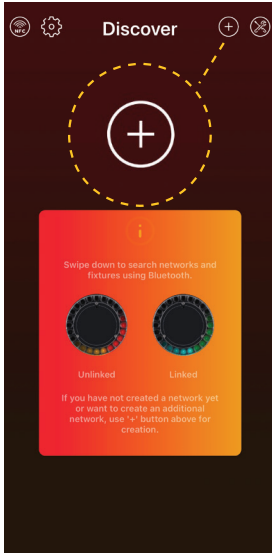 NFC
Discover
Swipe down to search networks and
fixtures using Bluetooth.
Unlinked
Linked
If you have not created a network yet
or want to create an additional
network, use '+' button above for
creation.